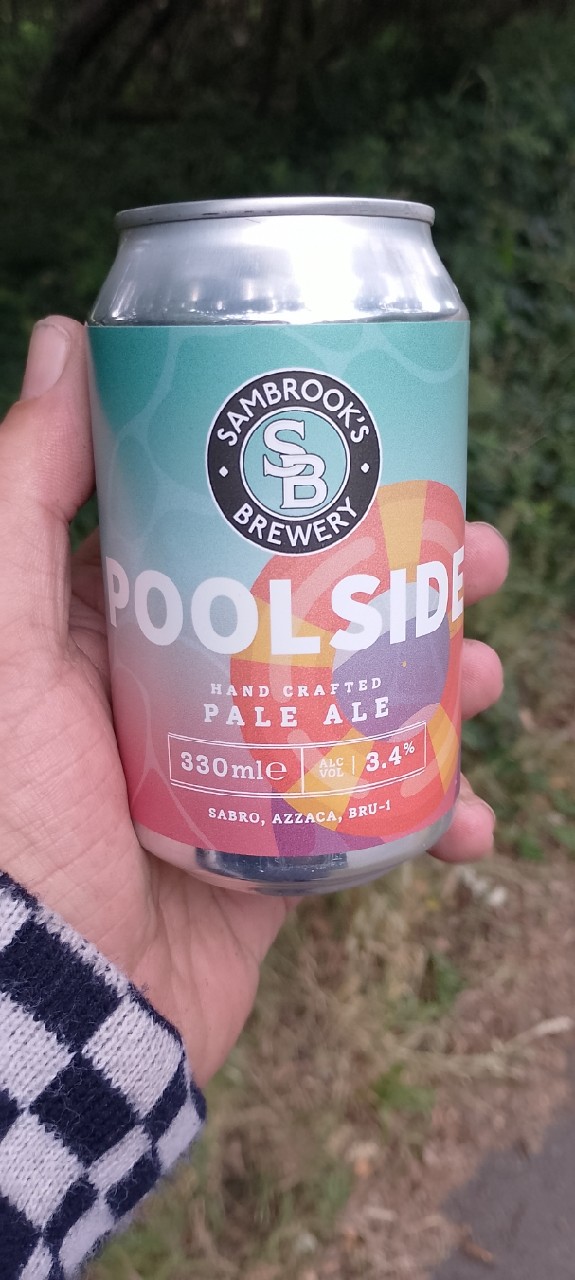 SAMBROOK'S
SB
BREWERY
POOLSIDE
HAND CRAFTED
PALE ALE
330ml℮ ALC VOL | 3.4%
SABRO, AZZACA, BRU-1